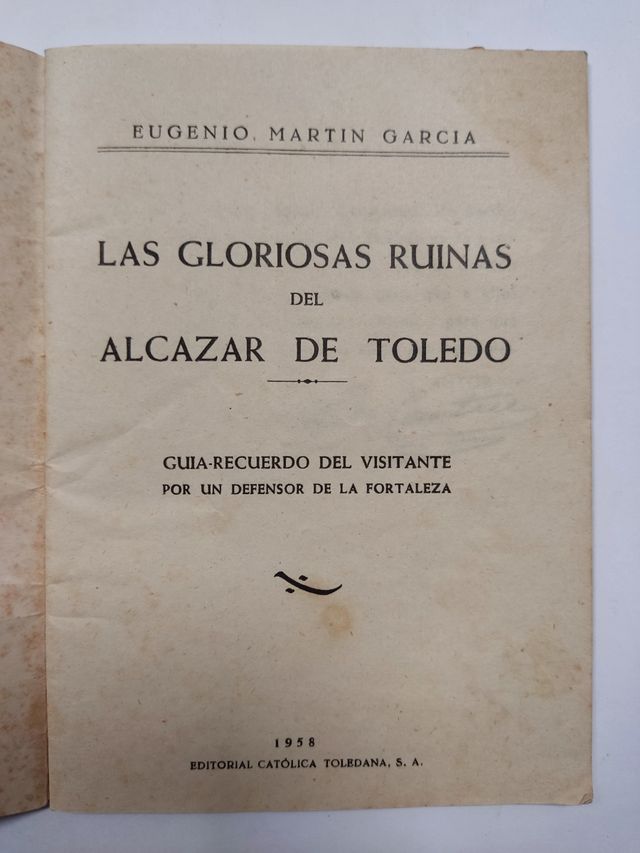 EUGENIO MARTIN GARCIA
LAS GLORIOSAS RUINAS
DEL
ALCAZAR DE TOLEDO
GUIA-RECUERDO DEL VISITANTE
POR UN DEFENSOR DE LA FORTALEZA
1958
EDITORIAL CATÓLICA TOLEDANA, S. A.